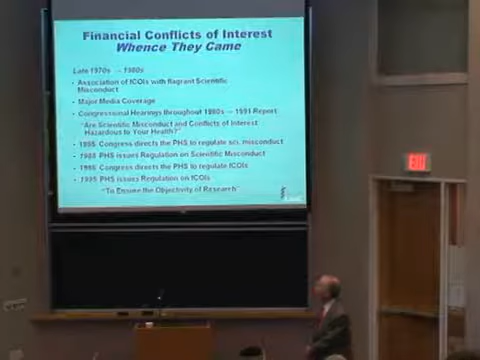 Financial Conflicts of Interest
Whence They Came
Late 1970s → 1980s
• Association of fCOIs with flagrant Scientific
Misconduct
• Major Media Coverage
• Congressional Hearings throughout 1980s → 1991 Report
"Are Scientific Misconduct and Conflicts of Interest
Hazardous to Your Health?"
Congress directs the PHS to regulate sci. misconduct
PHS issues Regulation on Scientific Misconduct
Congress directs the PHS to regulate fCOIs
• 1995 PHS issues Regulation on fCOIs
"To Ensure the Objectivity of Research"
EXIT